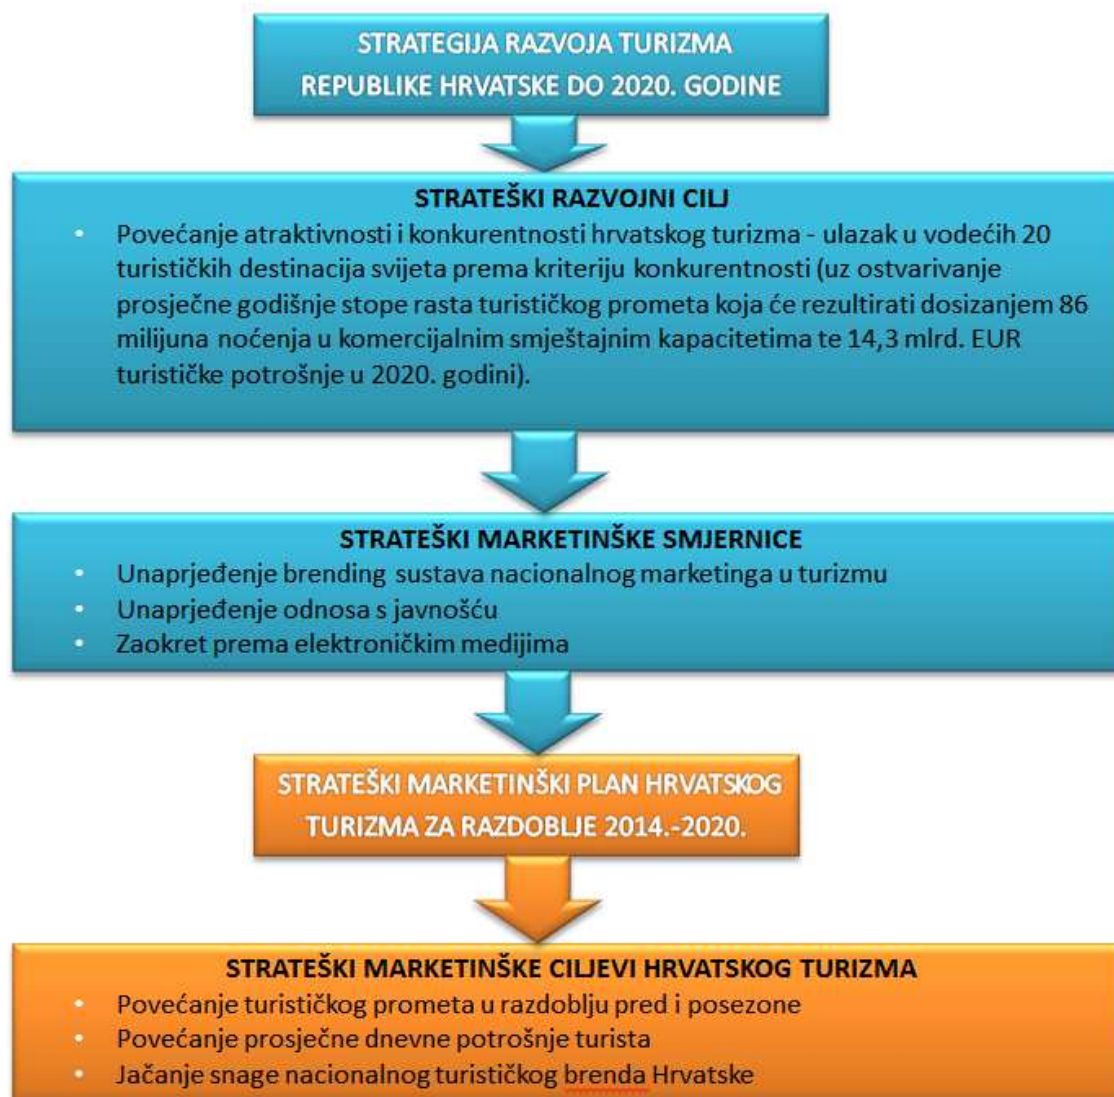 STRATEGIJA RAZVOJA TURIZMA
REPUBLIKE HRVATSKE DO 2020. GODINE
STRATEŠKI RAZVOJNI CILJ
• Povećanje atraktivnosti i konkurentnosti hrvatskog turizma - ulazak u vodećih 20
turističkih destinacija svijeta prema kriteriju konkurentnosti (uz ostvarivanje
prosječne godišnje stope rasta turističkog prometa koja će rezultirati dosizanjem 86
milijuna noćenja u komercijalnim smještajnim kapacitetima te 14,3 mlrd. EUR
turističke potrošnje u 2020. godini).
STRATEŠKI MARKETINŠKE SMJERNICE
• Unaprjeđenje brending sustava nacionalnog marketinga u turizmu
• Unaprjeđenje odnosa s javnošću
• Zaokret prema elektroničkim medijima
STRATEŠKI MARKETINŠKI PLAN HRVATSKOG
TURIZMA ZA RAZDOBLJE 2014.-2020.
STRATEŠKI MARKETINŠKE CILJEVI HRVATSKOG TURIZMA
• Povećanje turističkog prometa u razdoblju pred i posezone
• Povećanje prosječne dnevne potrošnje turista
• Jačanje snage nacionalnog turističkog brenda Hrvatske